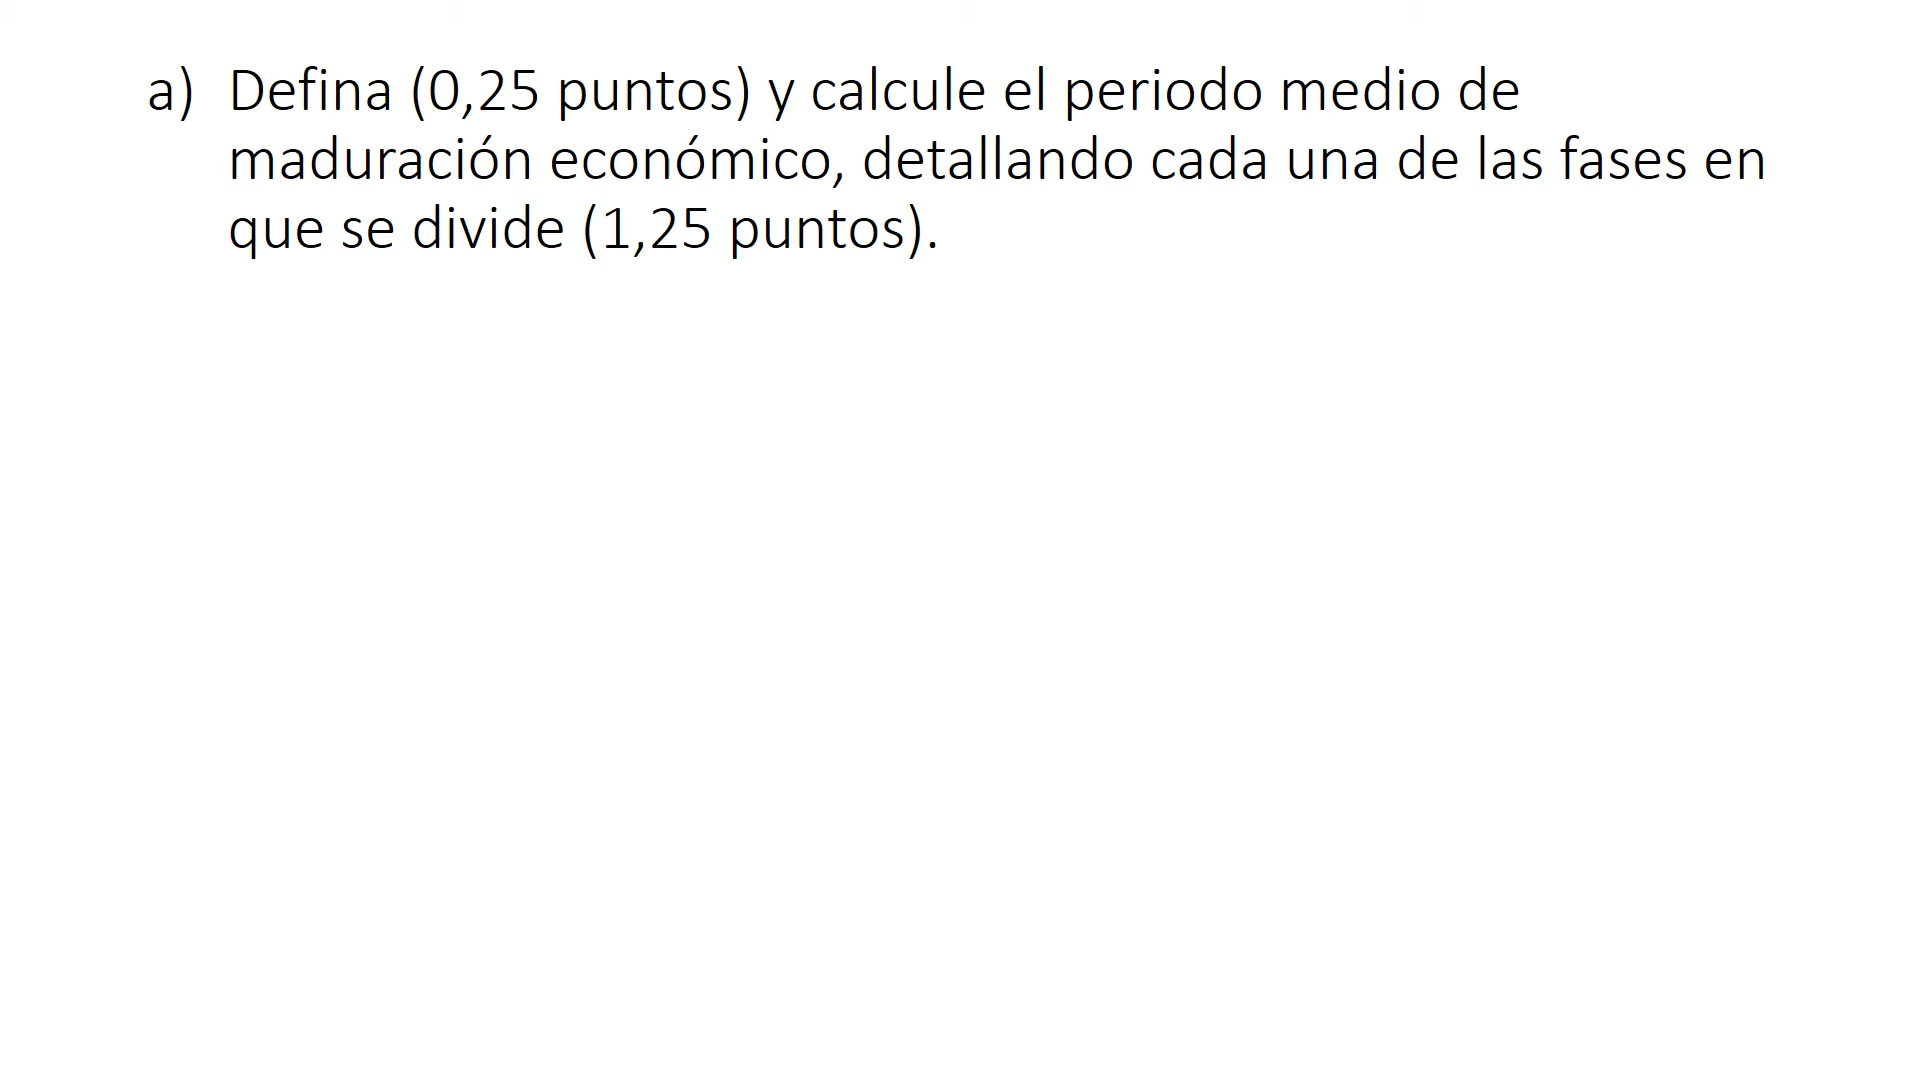 a) Defina (0,25 puntos) y calcule el periodo medio de
maduración económico, detallando cada una de las fases en
que se divide (1,25 puntos).